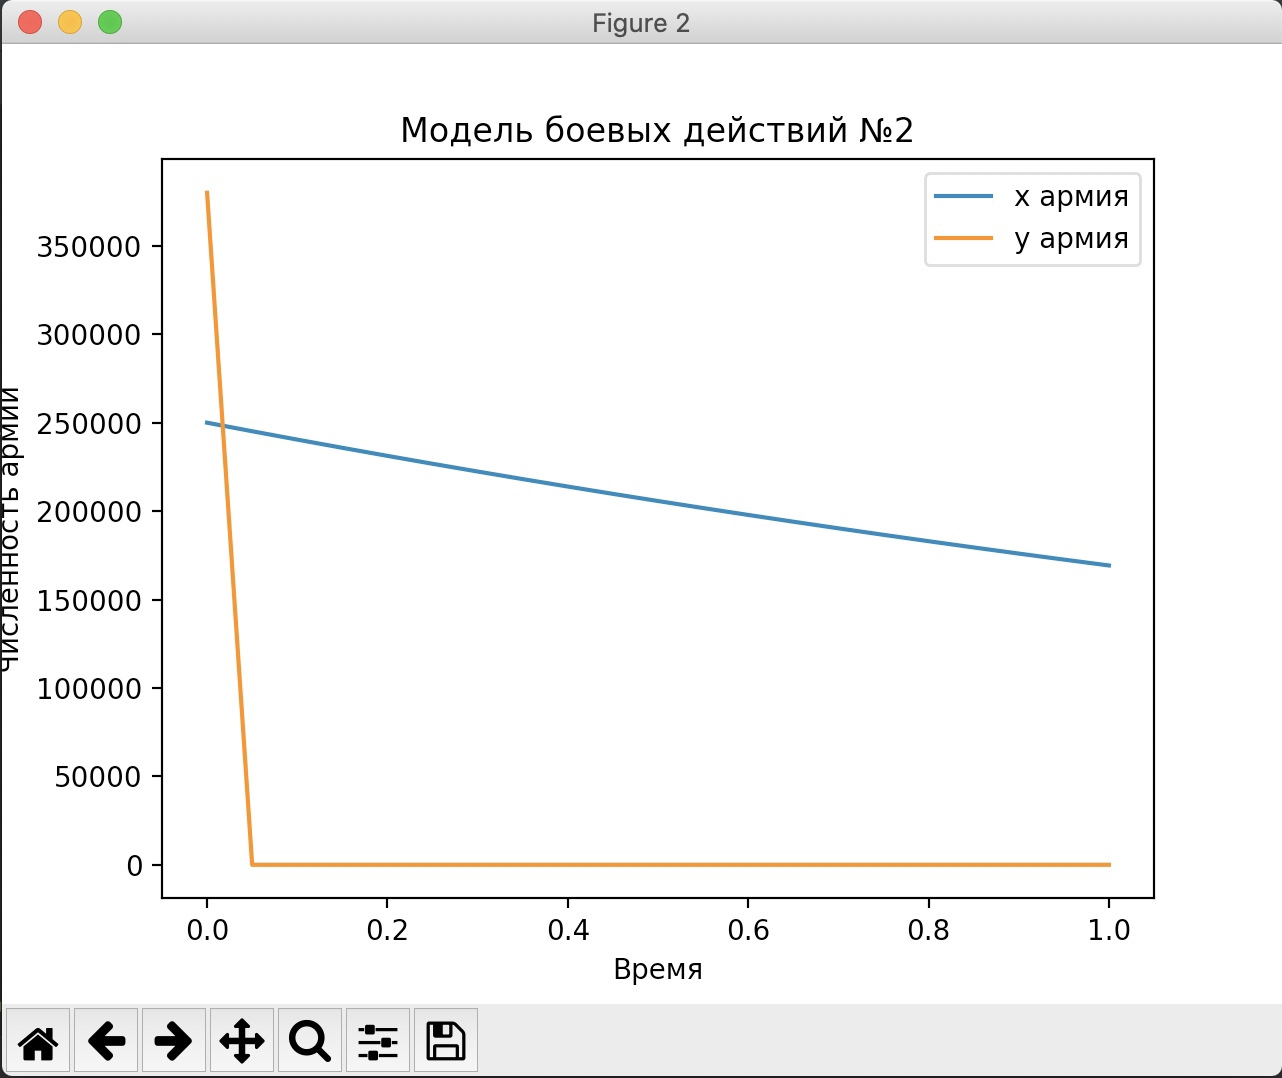 Figure 2
Модель боевых действий №2
х армия
у армия
350000
300000
250000
200000
150000
100000
50000
0
Численность армии
0.0 0.2 0.4 0.6 0.8 1.0
Время